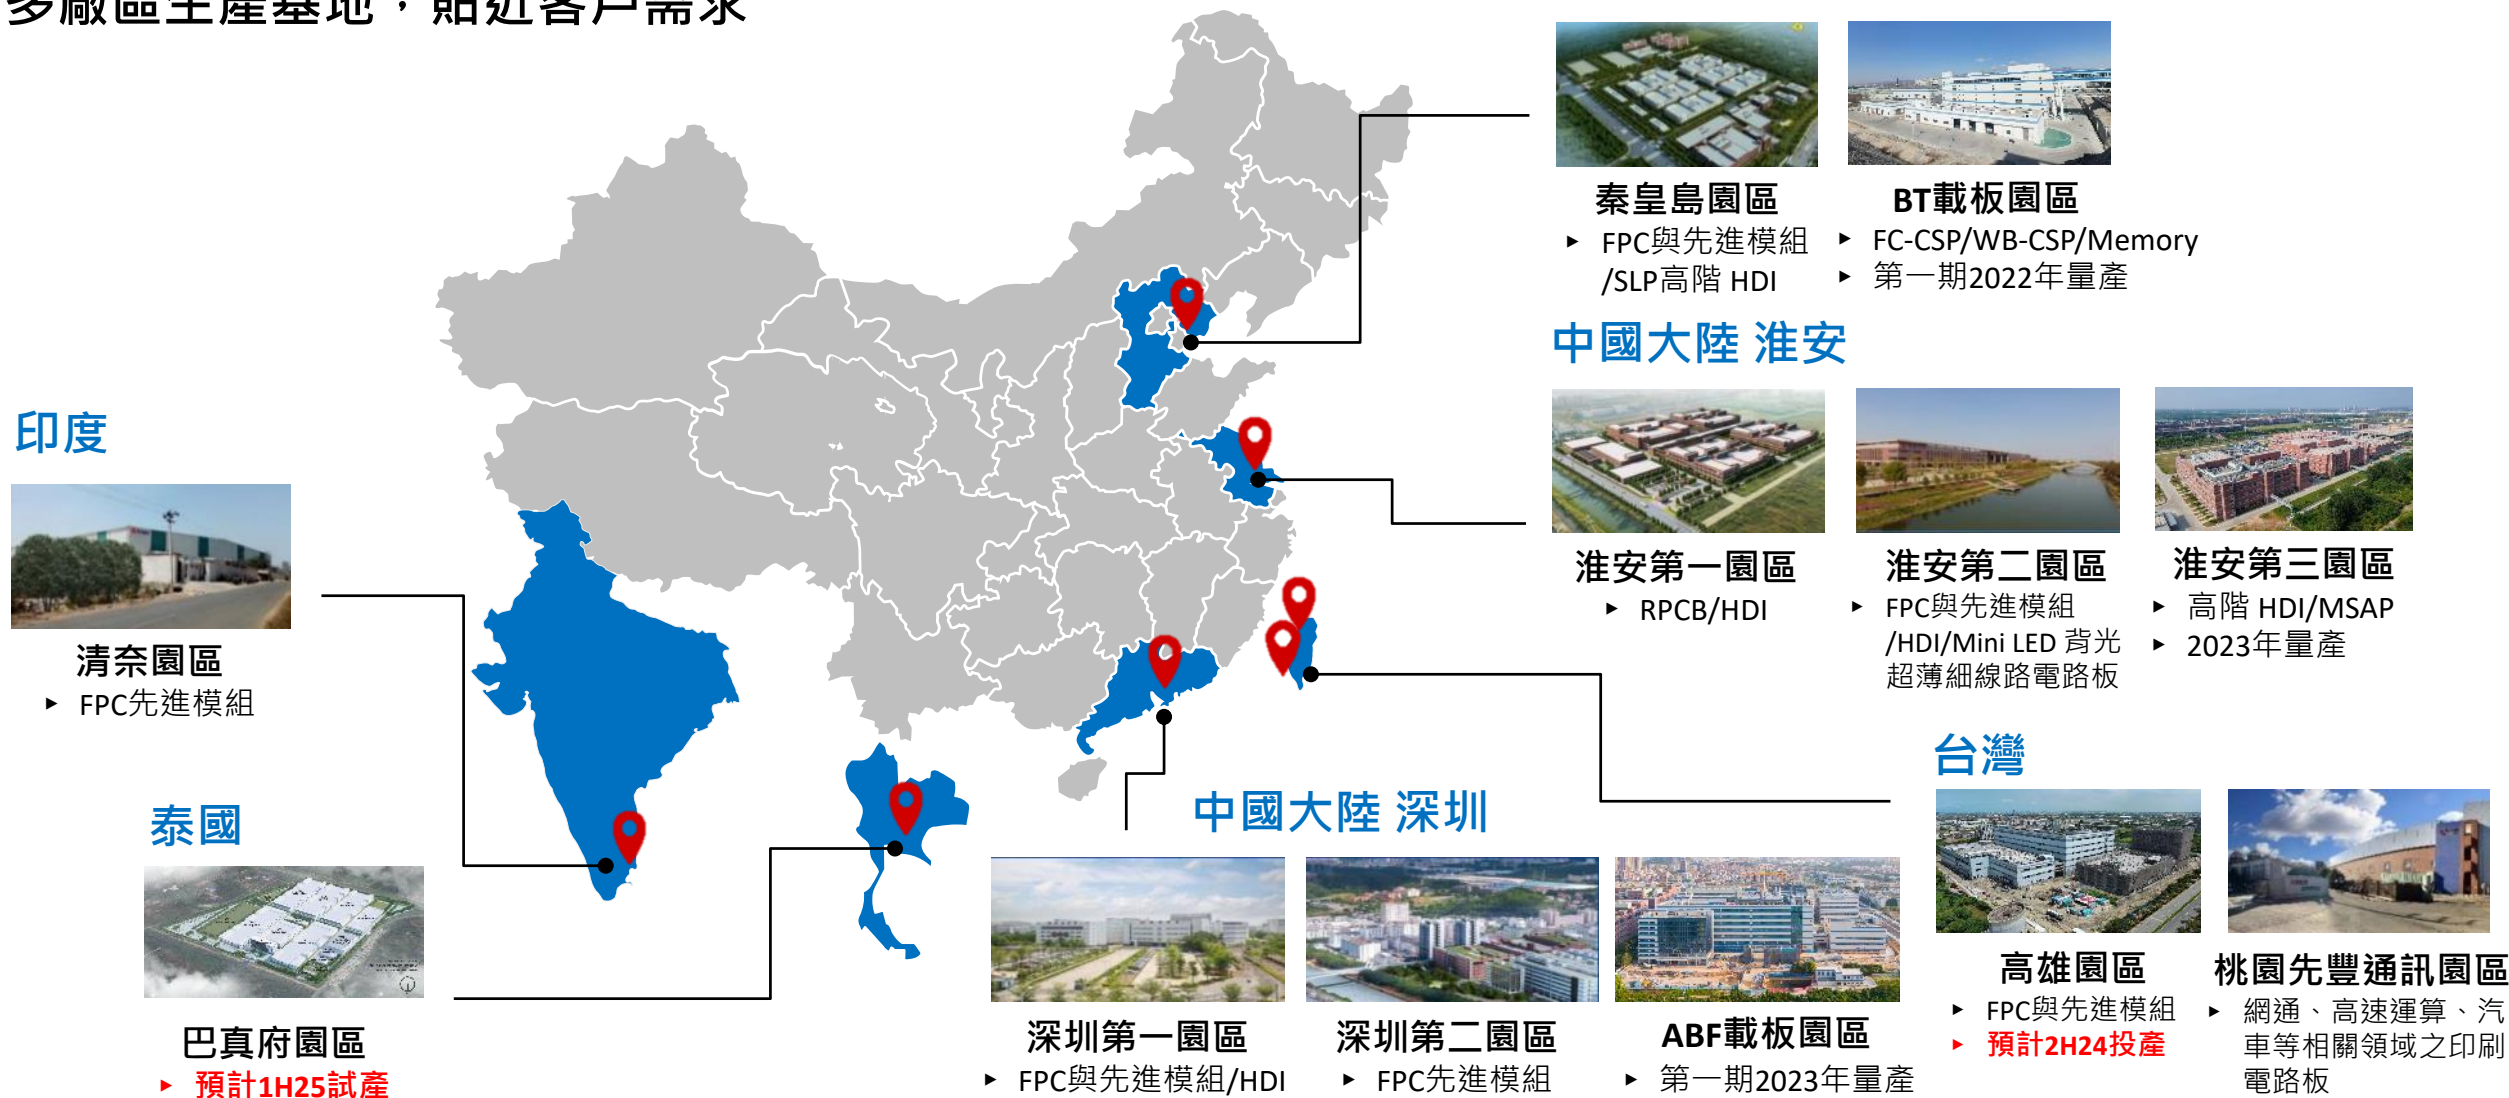 多廠區生產基地，貼近客戶需求
秦皇島園區
▸ FPC與先進模組
/SLP高階 HDI
BT載板園區
▸ FC-CSP/WB-CSP/Memory
▸ 第一期2022年量產
中國大陸 淮安
淮安第一園區
▸ RPCB/HDI
淮安第二園區
▸ FPC與先進模組
/HDI/Mini LED 背光
超薄細線路電路板
淮安第三園區
▸ 高階 HDI/MSAP
▸ 2023年量產
印度
清奈園區
▸ FPC先進模組
泰國
巴真府園區
▸ 預計1H25試產
中國大陸 深圳
深圳第一園區
▸ FPC與先進模組/HDI
深圳第二園區
▸ FPC先進模組
ABF載板園區
▸ 第一期2023年量產
台灣
高雄園區
▸ FPC與先進模組
▸ 預計2H24投產
桃園先豐通訊園區
▸ 網通、高速運算、汽
車等相關領域之印刷
電路板